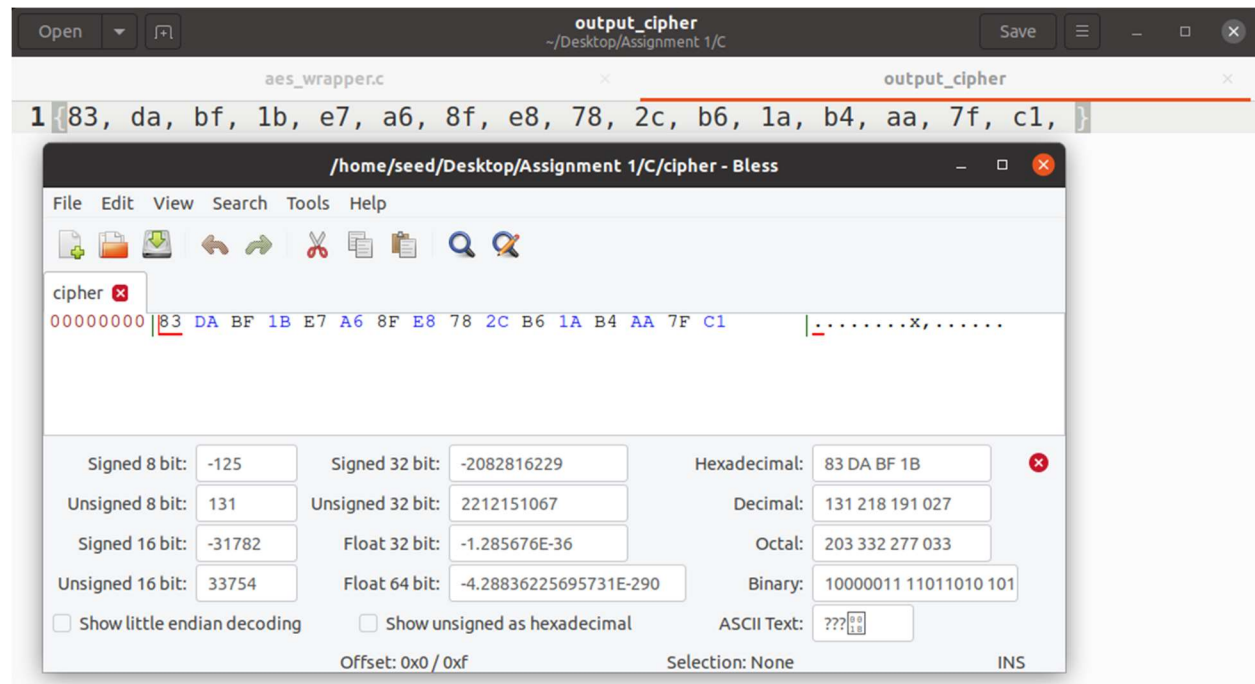 Open output_cipher Save
~/Desktop/Assignment 1/C
aes_wrapper.c × output_cipher ×
1 {83, da, bf, 1b, e7, a6, 8f, e8, 78, 2c, b6, 1a, b4, aa, 7f, c1, }
/home/seed/Desktop/Assignment 1/C/cipher - Bless
File Edit View Search Tools Help
cipher
00000000 83 DA BF 1B E7 A6 8F E8 78 2C B6 1A B4 AA 7F C1 ........x,......
Signed 8 bit: -125 Signed 32 bit: -2082816229 Hexadecimal: 83 DA BF 1B
Unsigned 8 bit: 131 Unsigned 32 bit: 2212151067 Decimal: 131 218 191 027
Signed 16 bit: -31782 Float 32 bit: -1.285676E-36 Octal: 203 332 277 033
Unsigned 16 bit: 33754 Float 64 bit: -4.28836225695731E-290 Binary: 10000011 11011010 101
Show little endian decoding Show unsigned as hexadecimal ASCII Text: ???
Offset: 0x0 / 0xf Selection: None INS